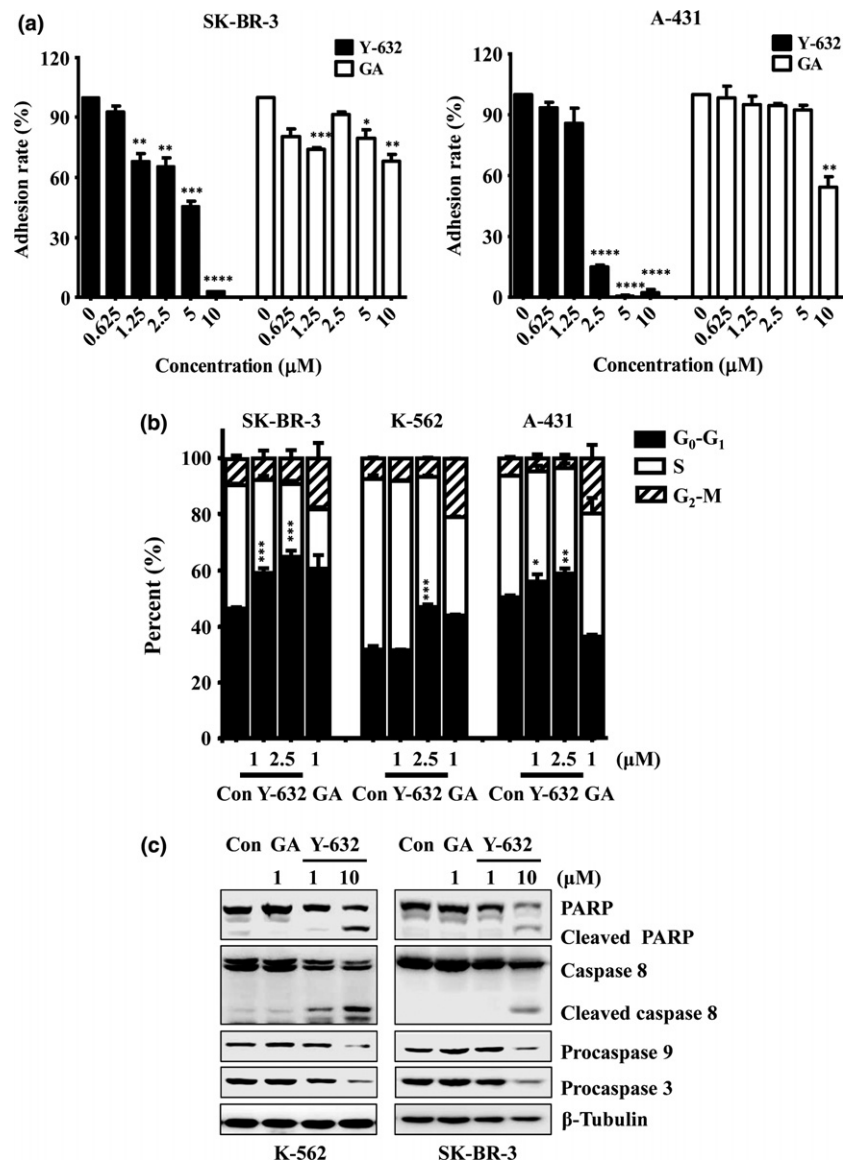 (a)
SK-BR-3
Y-632
GA
Adhesion rate (%)
120
90
60
30
0
** ** *** **** *** * **
0 0.625 1.25 2.5 5 10 0 0.625 1.25 2.5 5 10
Concentration (μM)
A-431
Y-632
GA
Adhesion rate (%)
120
90
60
30
0
**** **** **** **
0 0.625 1.25 2.5 5 10 0 0.625 1.25 2.5 5 10
Concentration (μM)
(b)
SK-BR-3 K-562 A-431
G₀-G₁
S
G₂-M
Percent (%)
100
80
60
40
20
0
*** *** *** * **
1 2.5 1 1 2.5 1 1 2.5 1 (μM)
Con Y-632 GA Con Y-632 GA Con Y-632 GA
(c)
Con GA Y-632 Con GA Y-632
1 1 10 1 1 10 (μM)
PARP
Cleaved PARP
Caspase 8
Cleaved caspase 8
Procaspase 9
Procaspase 3
β-Tubulin
K-562 SK-BR-3